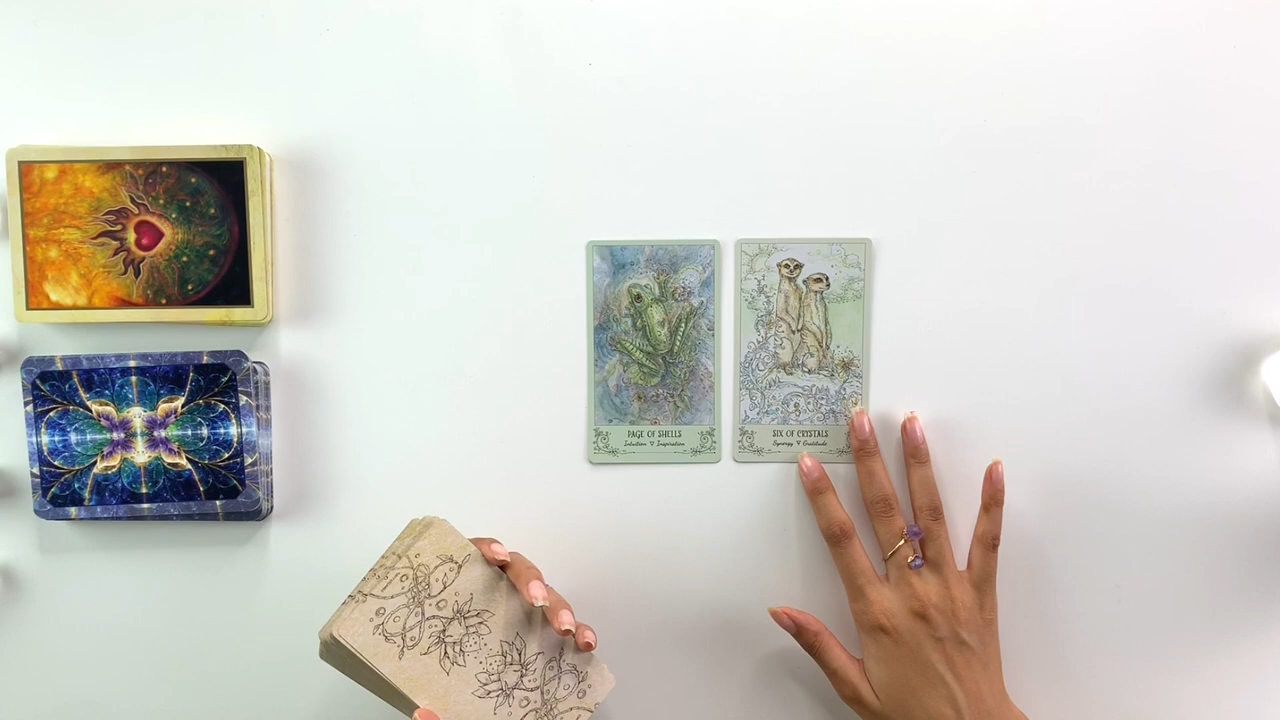 PAGE OF SHELLS
Intuition ♡ Inspiration
SIX OF CRYSTALS
Synergy ♡ Gratitude